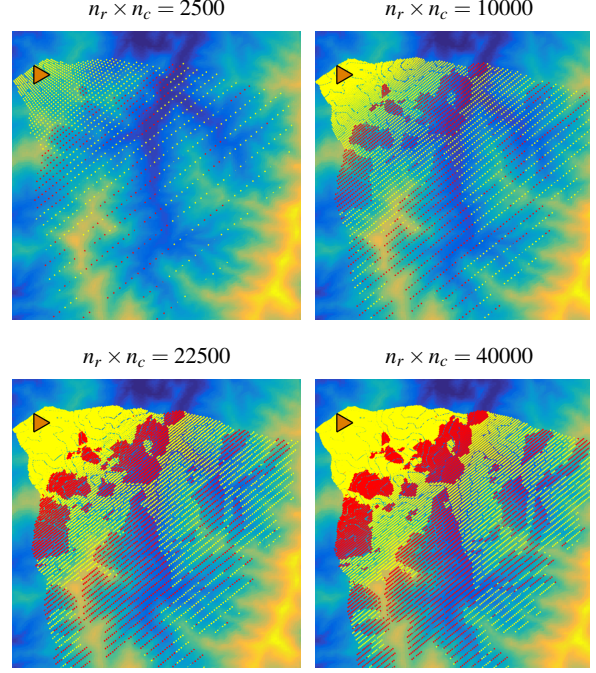 n_r × n_c = 2500
n_r × n_c = 10000
n_r × n_c = 22500
n_r × n_c = 40000